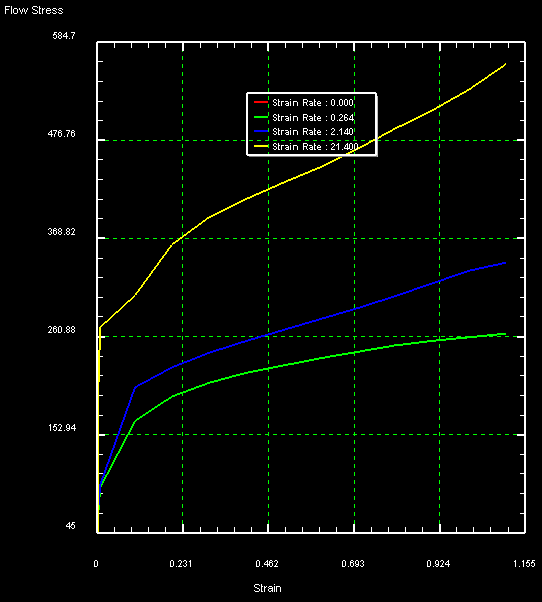 Flow Stress
584.7
Strain Rate : 0.000
Strain Rate : 0.264
Strain Rate : 2.140
Strain Rate : 21.400
476.76
368.82
260.88
152.94
45
0 0.231 0.462 0.693 0.924 1.155
Strain